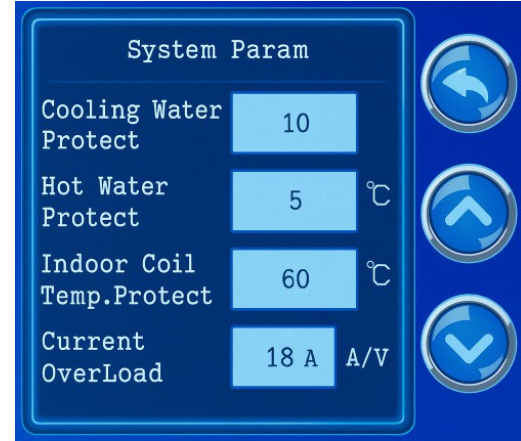 System Param
Cooling Water
Protect
10
Hot Water
Protect
5
℃
Indoor Coil
Temp.Protect
60
℃
Current
OverLoad
18 A
A/V